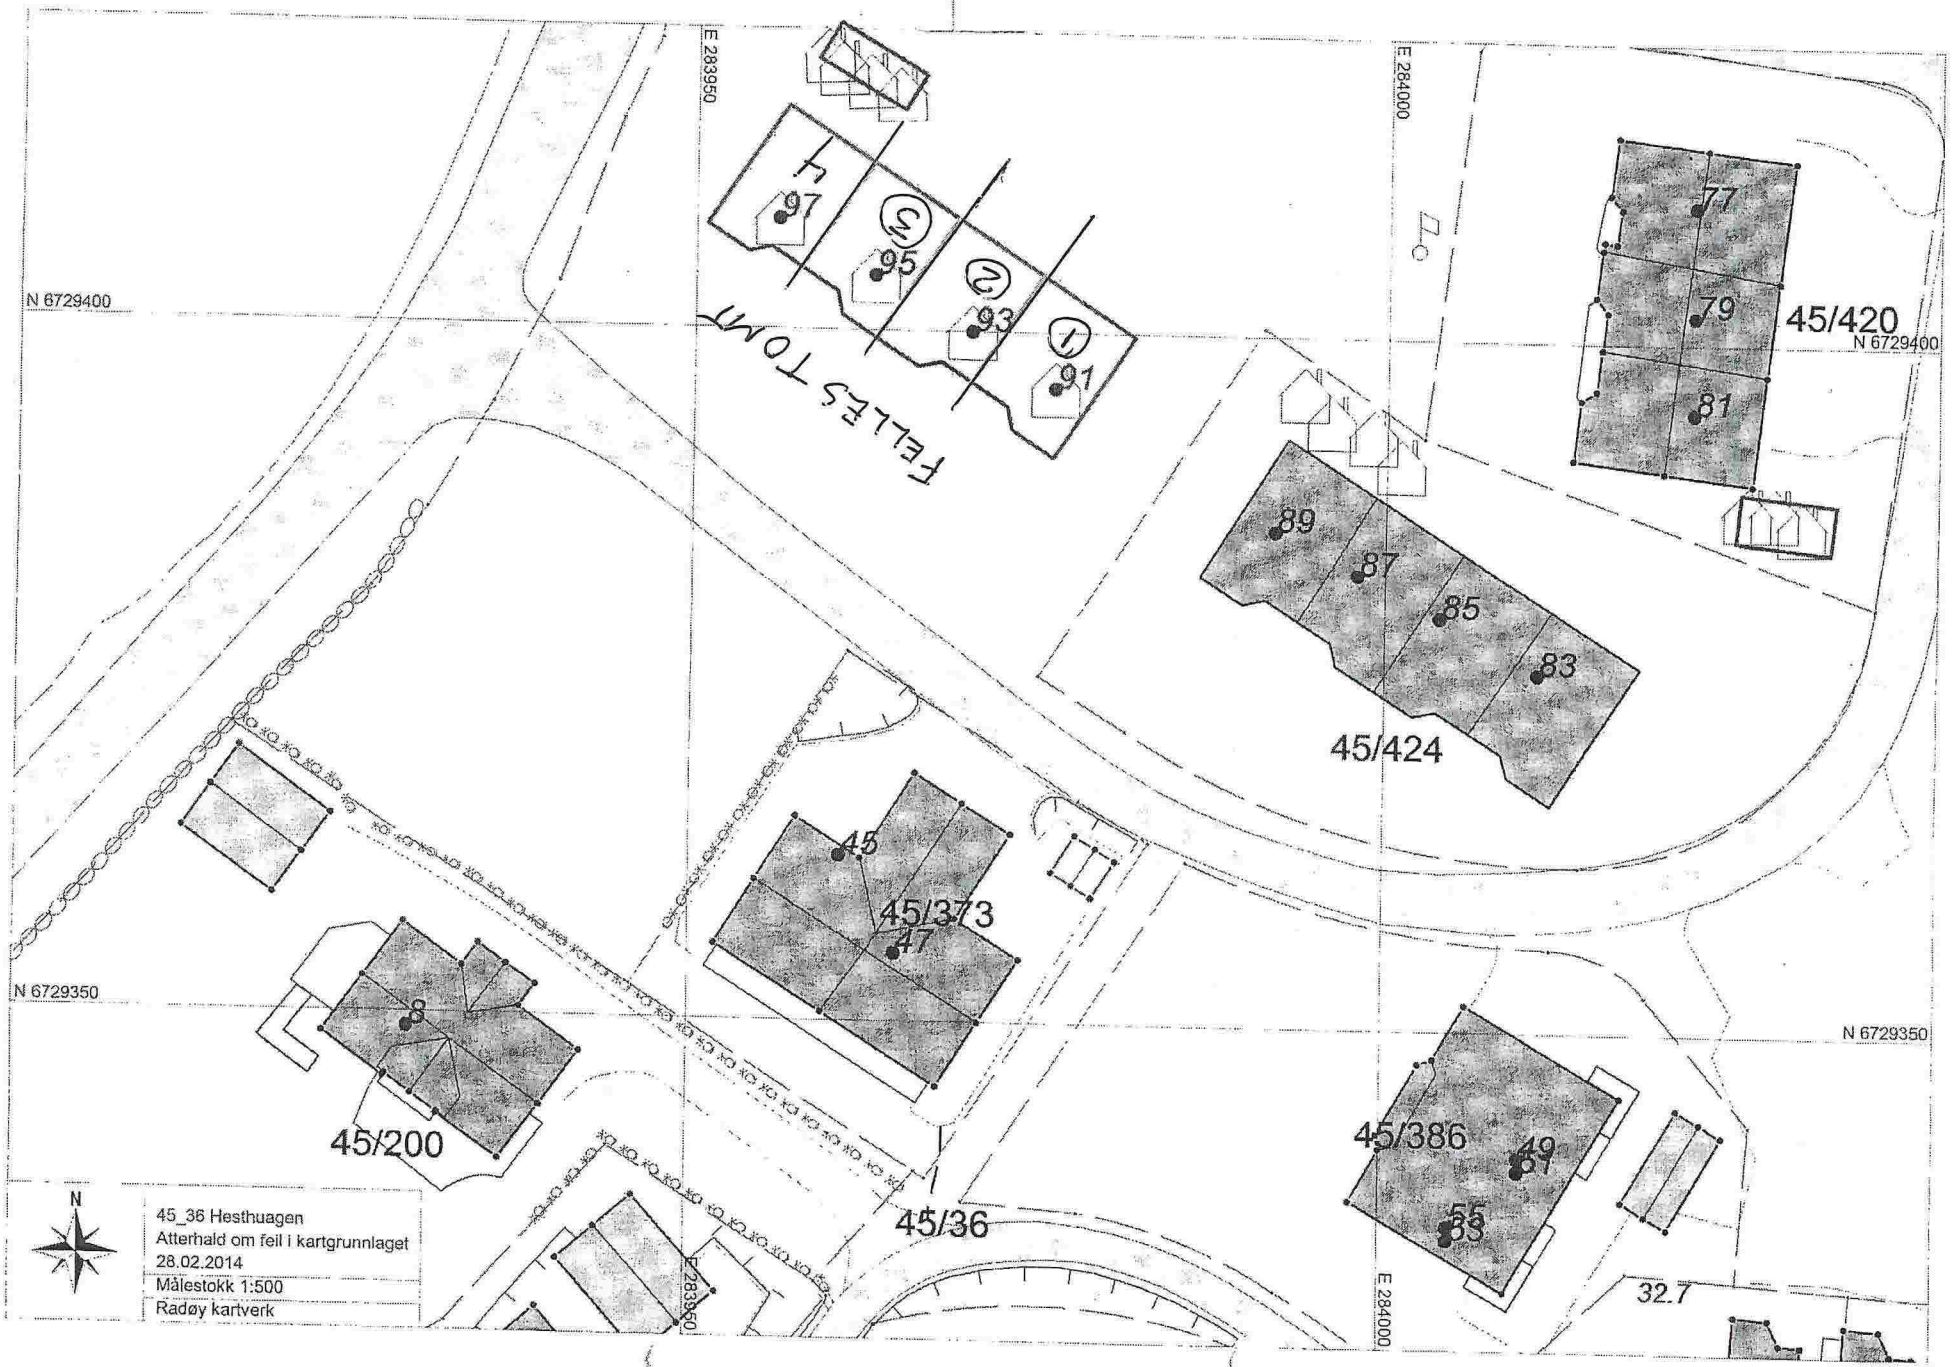 E 283950
E 284000
4
97
3
95
2
93
1
91
FELLES TOMT
77
79
81
45/420
N 6729400
N 6729400
89
87
85
83
45/424
45
45/373
47
8
45/200
N 6729350
N 6729350
45/386
49
55
53
45/36
32.7
E 283950
E 284000
N
45_36 Hesthuagen
Atterhald om feil i kartgrunnlaget
28.02.2014
Målestokk 1:500
Radøy kartverk